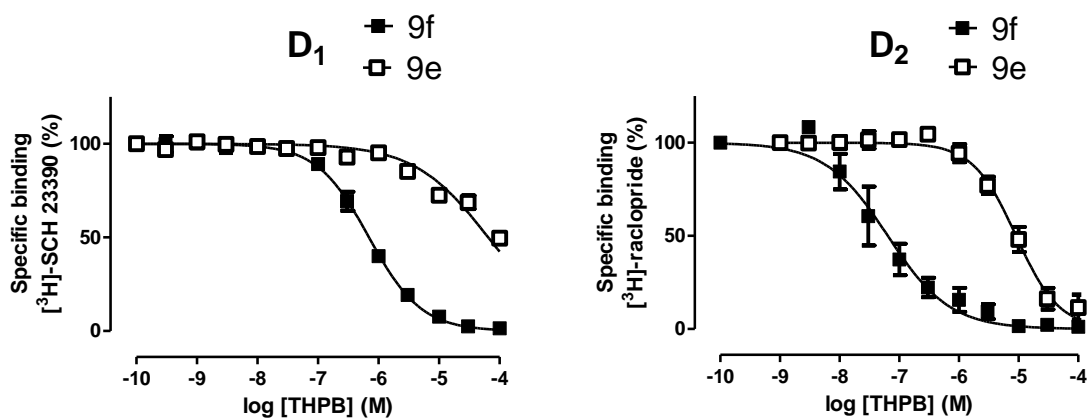 D₁
9f
9e
Specific binding
[³H]-SCH 23390 (%)
100
50
0
-10 -9 -8 -7 -6 -5 -4
log [THPB] (M)
D₂
9f
9e
Specific binding
[³H]-raclopride (%)
100
50
0
-10 -9 -8 -7 -6 -5 -4
log [THPB] (M)